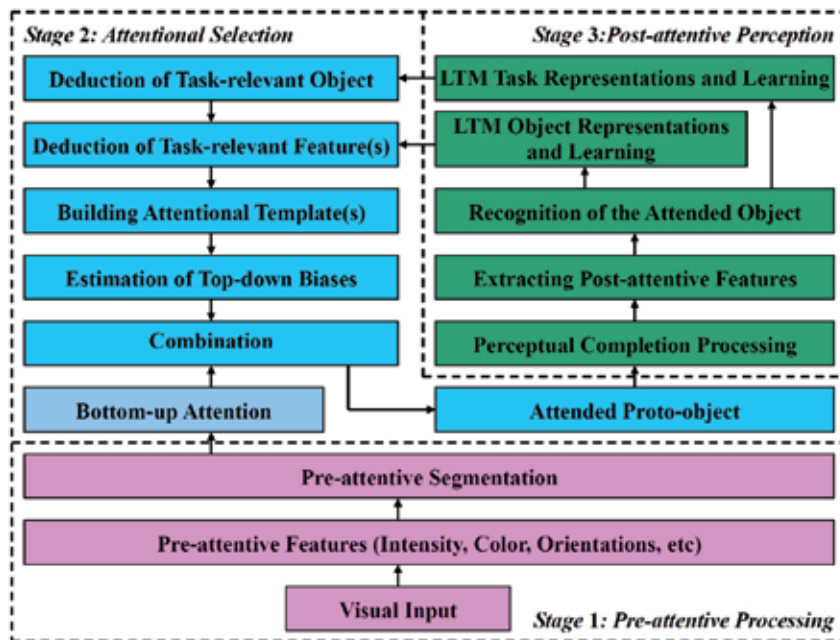 Stage 2: Attentional Selection
Stage 3:Post-attentive Perception
Deduction of Task-relevant Object
LTM Task Representations and Learning
Deduction of Task-relevant Feature(s)
LTM Object Representations
and Learning
Building Attentional Template(s)
Recognition of the Attended Object
Estimation of Top-down Biases
Extracting Post-attentive Features
Combination
Perceptual Completion Processing
Bottom-up Attention
Attended Proto-object
Pre-attentive Segmentation
Pre-attentive Features (Intensity, Color, Orientations, etc)
Visual Input
Stage 1: Pre-attentive Processing